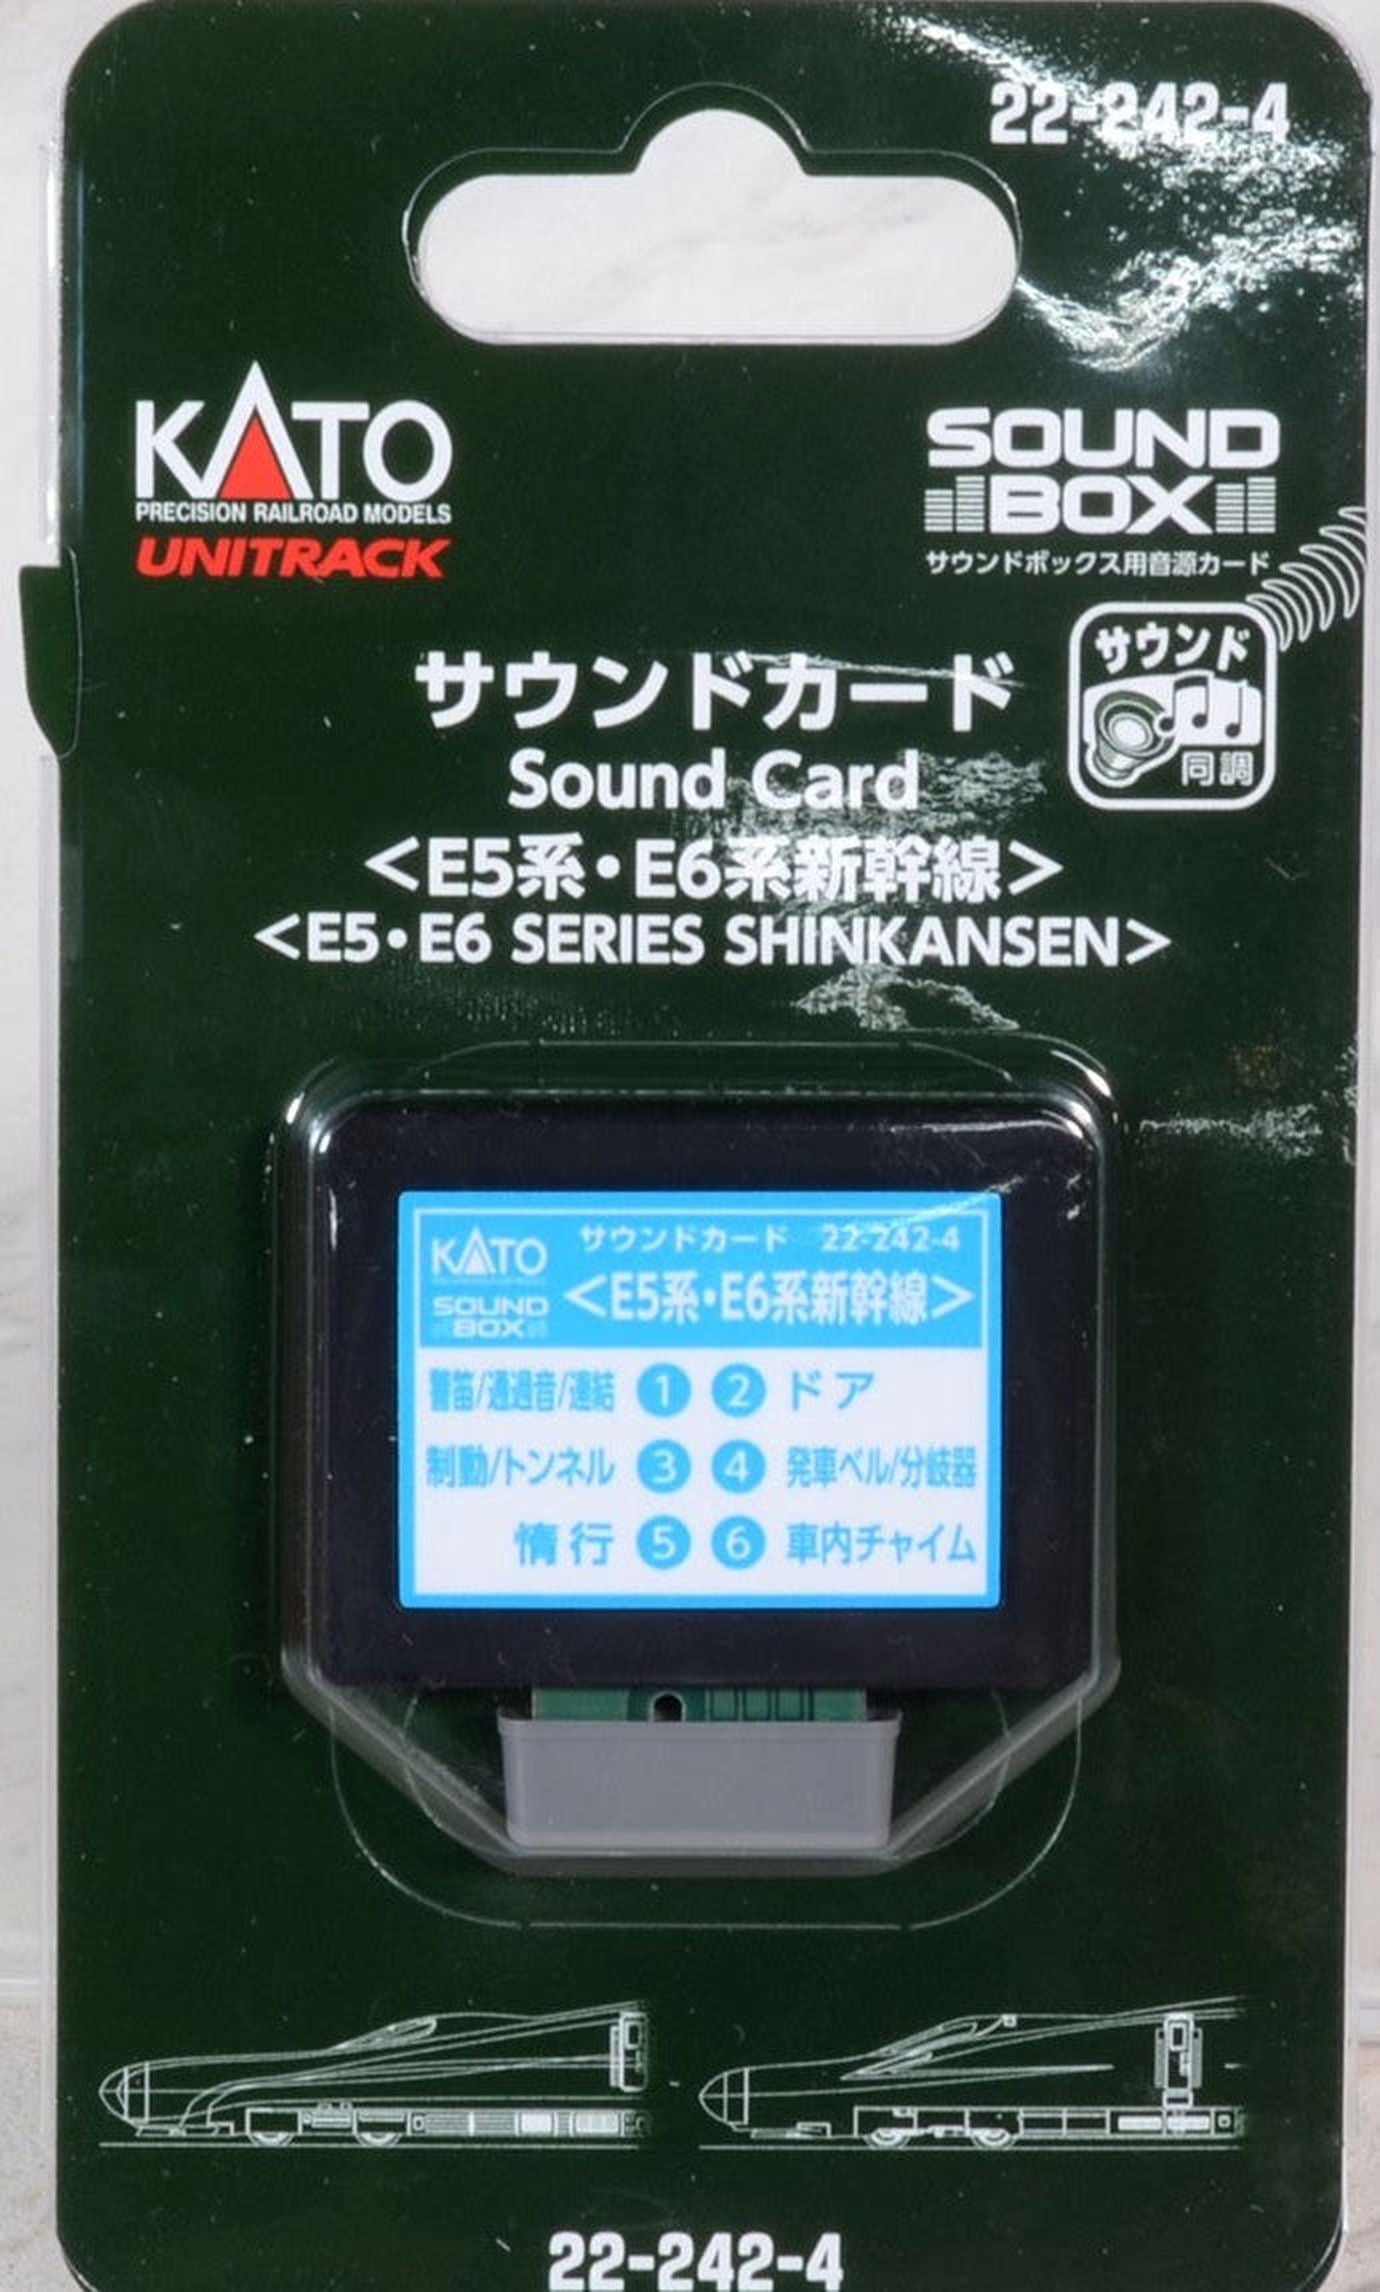 22-242-4
KATO
PRECISION RAILROAD MODELS
UNITRACK
SOUND
BOX
サウンドボックス用音源カード
サウンド
同調
サウンドカード
Sound Card
<E5系・E6系新幹線>
<E5・E6 SERIES SHINKANSEN>
KATO
SOUND
BOX
サウンドカード 22-242-4
<E5系・E6系新幹線>
警笛/通過音/連結 1 2 ドア
制動/トンネル 3 4 発車ベル/分岐器
惰行 5 6 車内チャイム
22-242-4